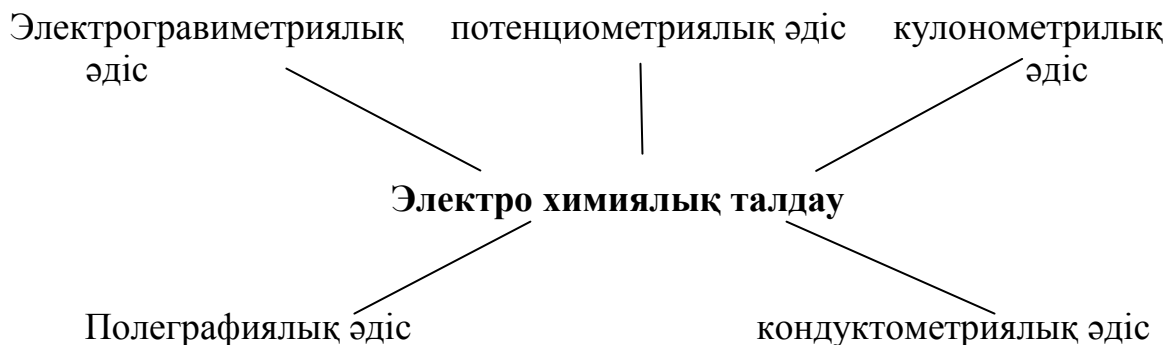 Электрогравиметриялық әдіс
потенциометриялық әдіс
кулонометрилық әдіс
Электро химиялық талдау
Полеграфиялық әдіс
кондуктометриялық әдіс